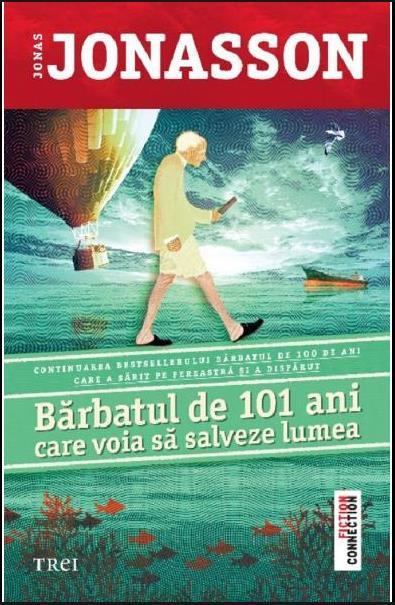 JONAS
JONASSON
CONTINUAREA BESTSELLERULUI BĂRBATUL DE 100 DE ANI
CARE A SĂRIT PE FEREASTRĂ ȘI A DISPĂRUT
Bărbatul de 101 ani
care voia să salveze lumea
FICTION
CONNECTION
TREI